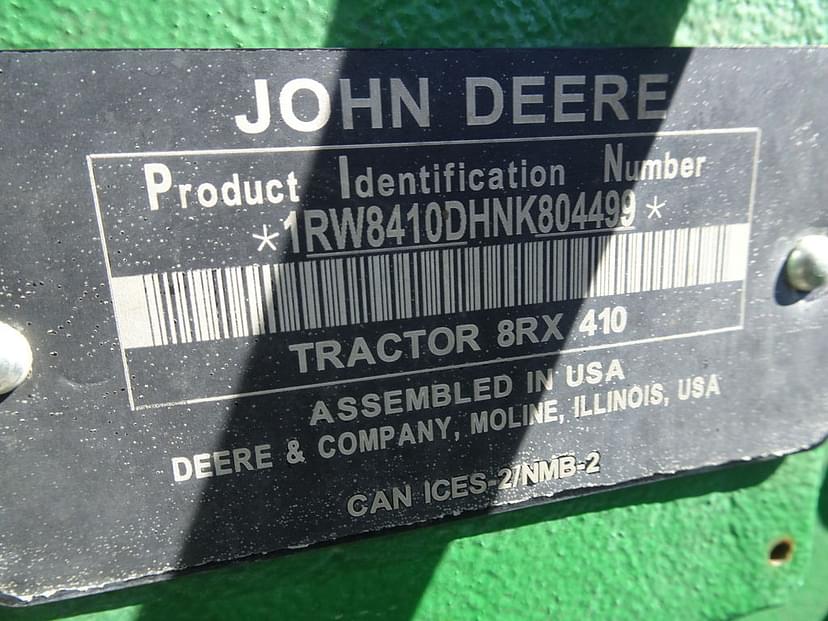 JOHN DEERE
Product Identification Number
*1RW8410DHNK804499*
TRACTOR 8RX 410
ASSEMBLED IN USA
DEERE & COMPANY, MOLINE, ILLINOIS, USA
CAN ICES-2/NMB-2